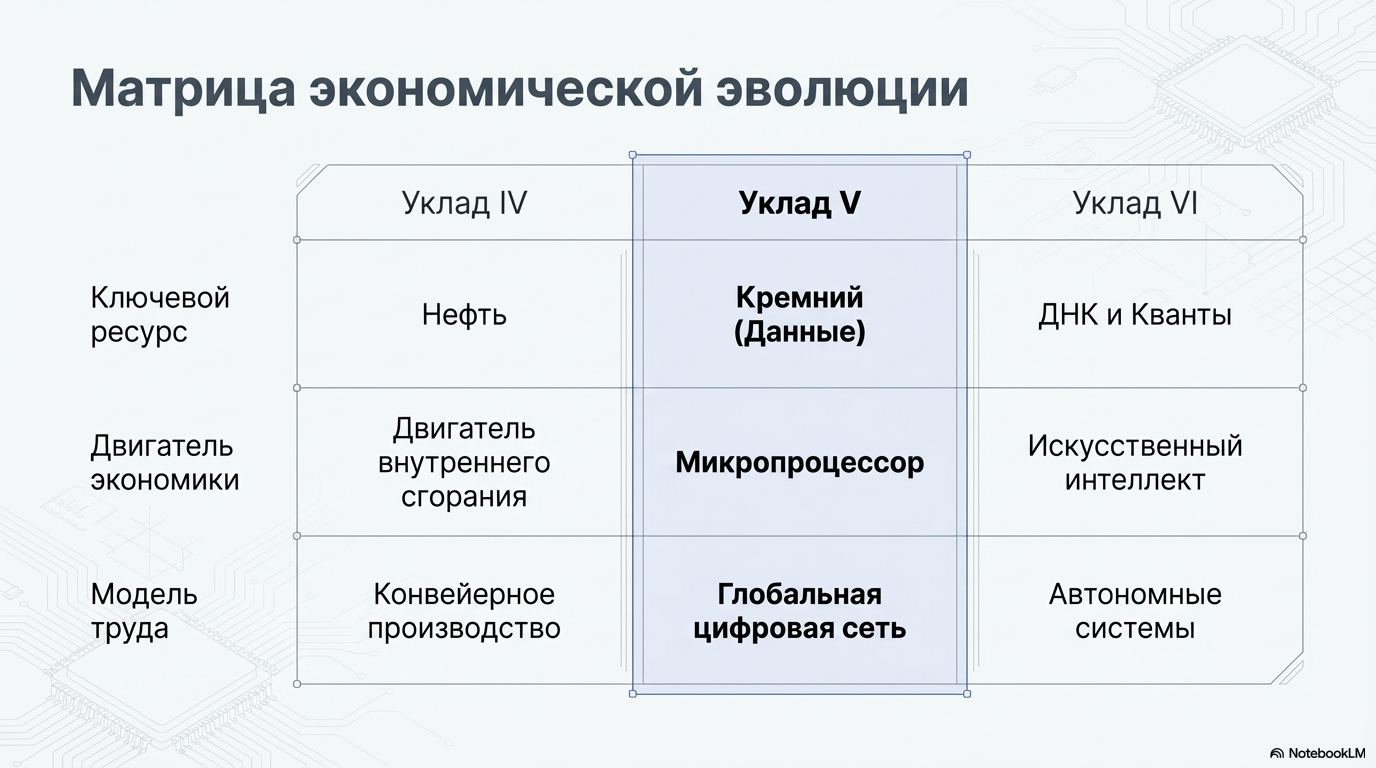 Матрица экономической эволюции
Уклад IV
Уклад V
Уклад VI
Ключевой
ресурс
Нефть
Кремний
(Данные)
ДНК и Кванты
Двигатель
экономики
Двигатель
внутреннего
сгорания
Микропроцессор
Искусственный
интеллект
Модель
труда
Конвейерное
производство
Глобальная
цифровая сеть
Автономные
системы
NotebookLM